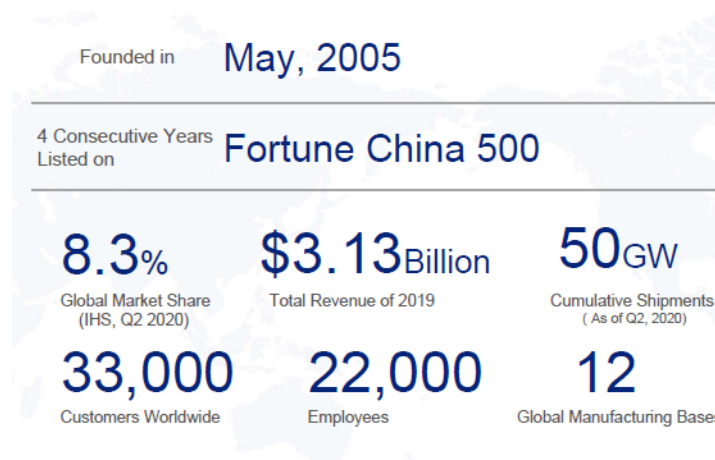 Founded in May, 2005
4 Consecutive Years
Listed on
Fortune China 500
8.3% $3.13Billion 50GW
Global Market Share Total Revenue of 2019 Cumulative Shipments
(IHS, Q2 2020) ( As of Q2, 2020)
33,000 22,000 12
Customers Worldwide Employees Global Manufacturing Bases